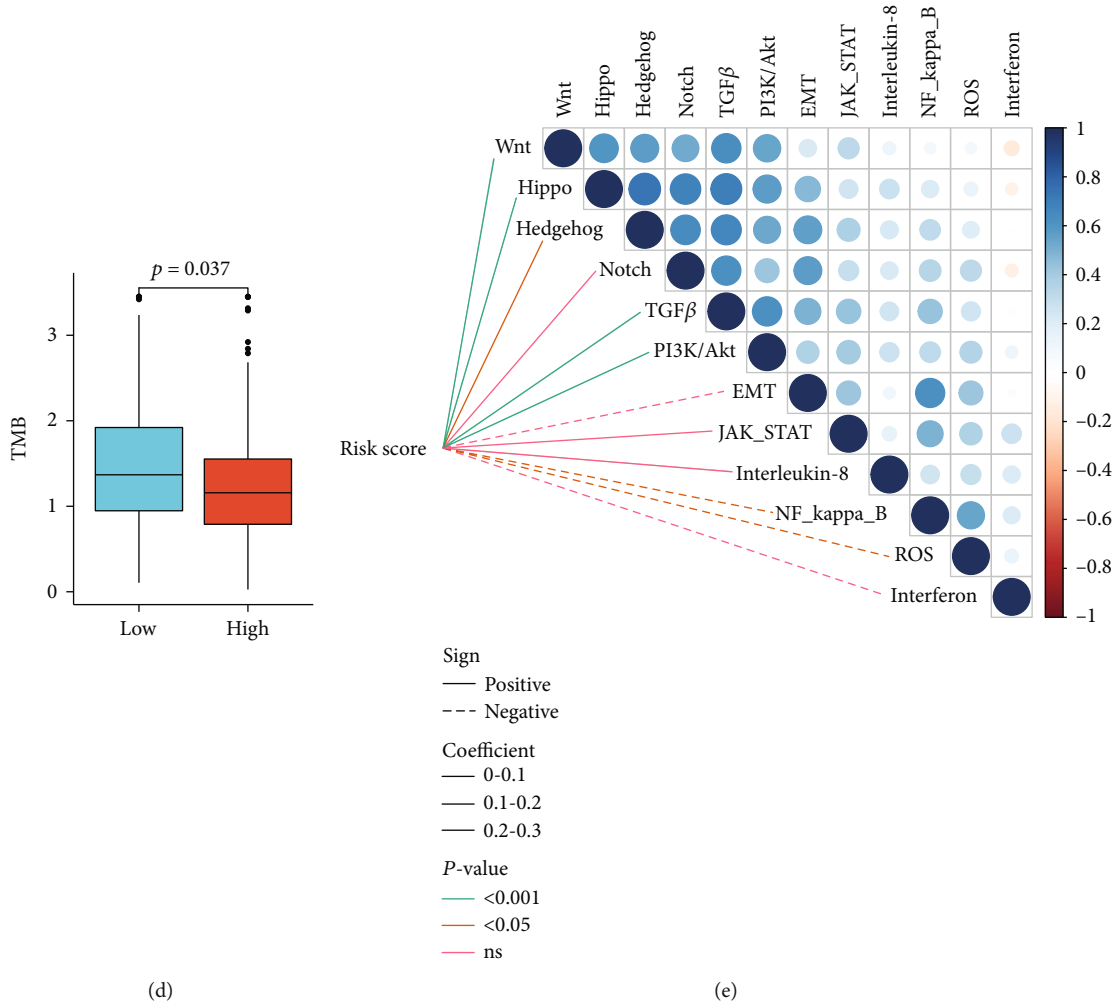 p = 0.037
TMB
3
2
1
0
Low
High
(d)
Wnt
Hippo
Hedgehog
Notch
TGFβ
PI3K/Akt
EMT
JAK_STAT
Interleukin-8
NF_kappa_B
ROS
Interferon
Wnt
Hippo
Hedgehog
Notch
TGFβ
PI3K/Akt
EMT
JAK_STAT
Interleukin-8
NF_kappa_B
ROS
Interferon
Risk score
1
0.8
0.6
0.4
0.2
0
−0.2
−0.4
−0.6
−0.8
−1
Sign
Positive
Negative
Coefficient
0-0.1
0.1-0.2
0.2-0.3
P-value
<0.001
<0.05
ns
(e)